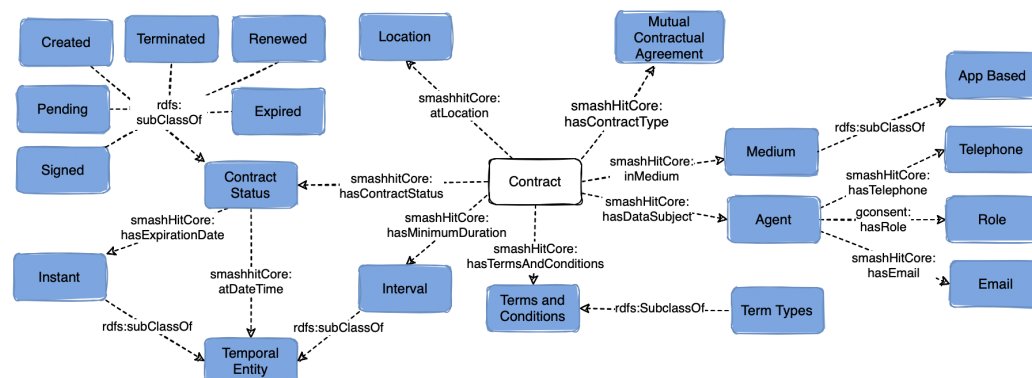 Created
Terminated
Renewed
Location
Mutual
Contractual
Agreement
App Based
Pending
rdfs:
subClassOf
Expired
smashhitCore:
atLocation
smashHitCore:
hasContractType
rdfs:subClassOf
Signed
Contract
Status
smashhitCore:
hasContractStatus
Contract
smashHitCore:
inMedium
Medium
Telephone
smashHitCore:
hasTelephone
smashHitCore:
hasDataSubject
Agent
gconsent:
hasRole
Role
smashHitCore:
hasExpirationDate
smashHitCore:
hasMinimumDuration
smashHitCore:
hasTermsAndConditions
smashHitCore:
hasEmail
Instant
smashhitCore:
atDateTime
Interval
Terms and
Conditions
rdfs:SubclassOf
Term Types
Email
rdfs:subClassOf
rdfs:subClassOf
Temporal
Entity